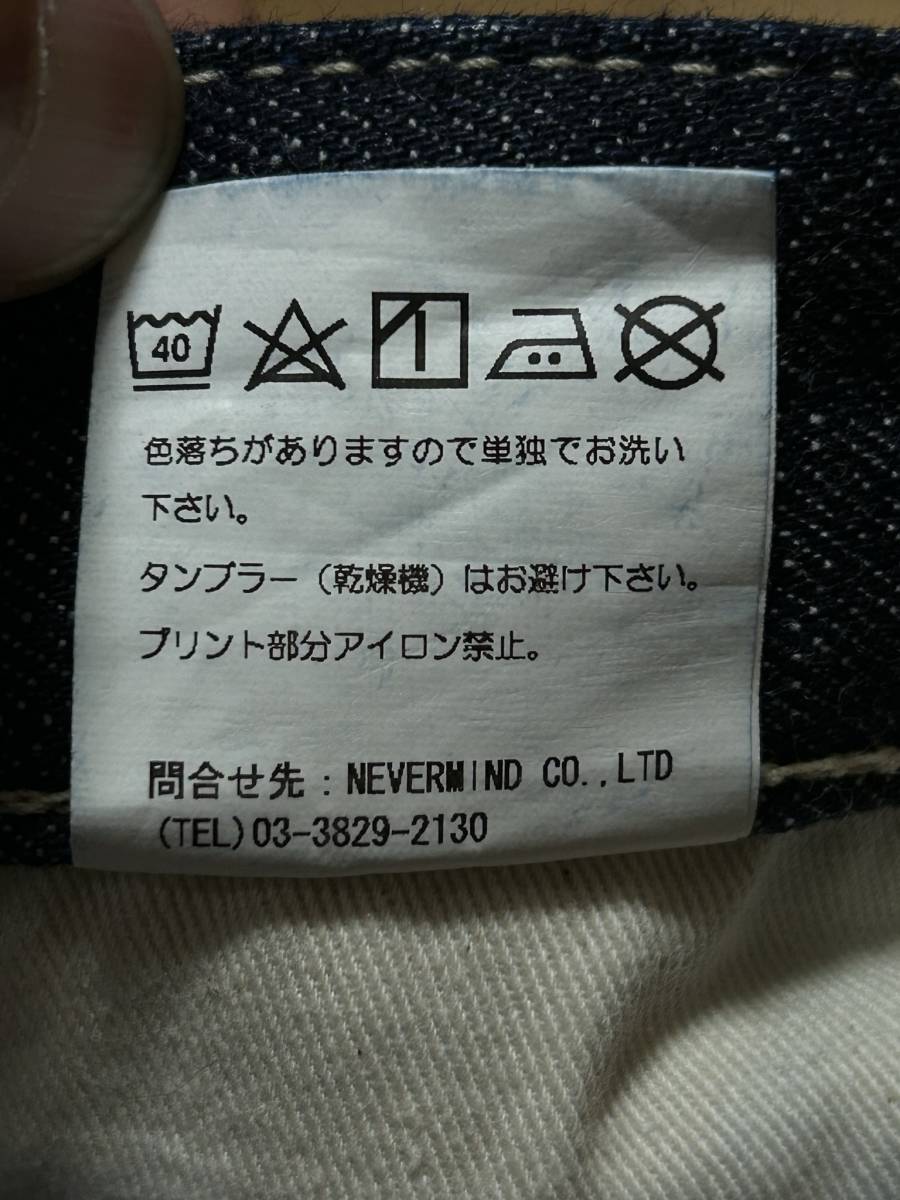 40
色落ちがありますので単独でお洗い
下さい。
タンブラー（乾燥機）はお避け下さい。
プリント部分アイロン禁止。
問合せ先：NEVERMIND CO.,LTD
(TEL)03-3829-2130